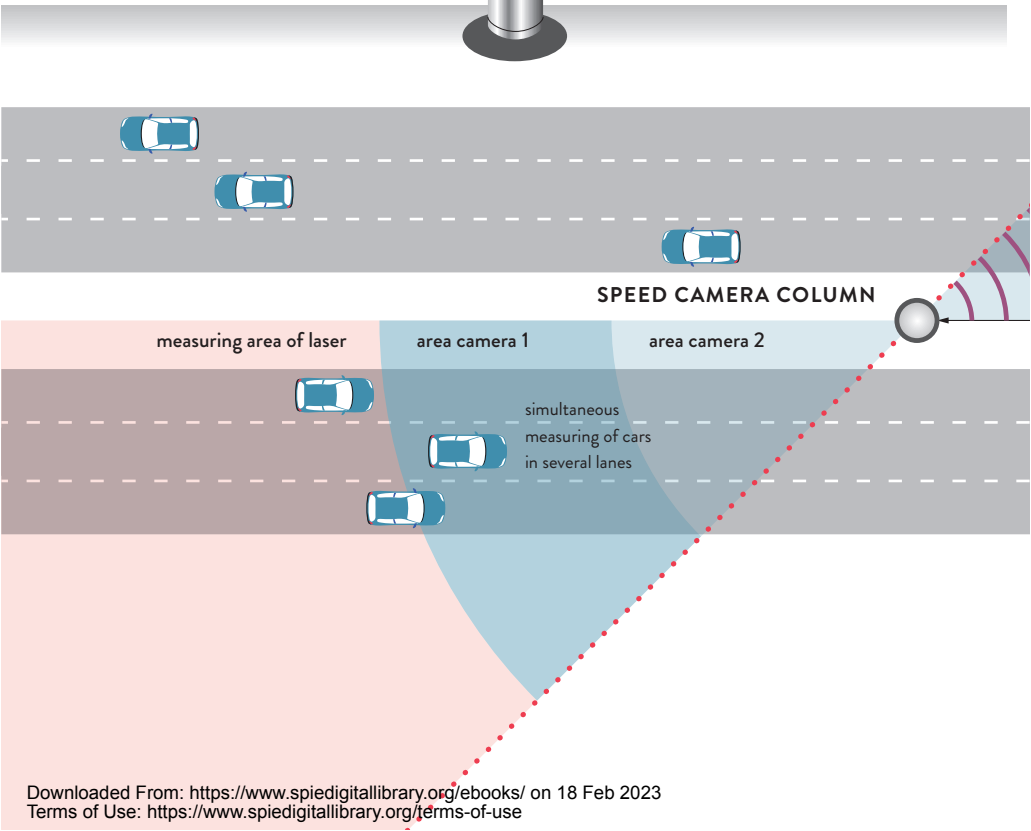 SPEED CAMERA COLUMN
measuring area of laser
area camera 1
area camera 2
simultaneous
measuring of cars
in several lanes
Downloaded From: https://www.spiedigitallibrary.org/ebooks/ on 18 Feb 2023
Terms of Use: https://www.spiedigitallibrary.org/terms-of-use